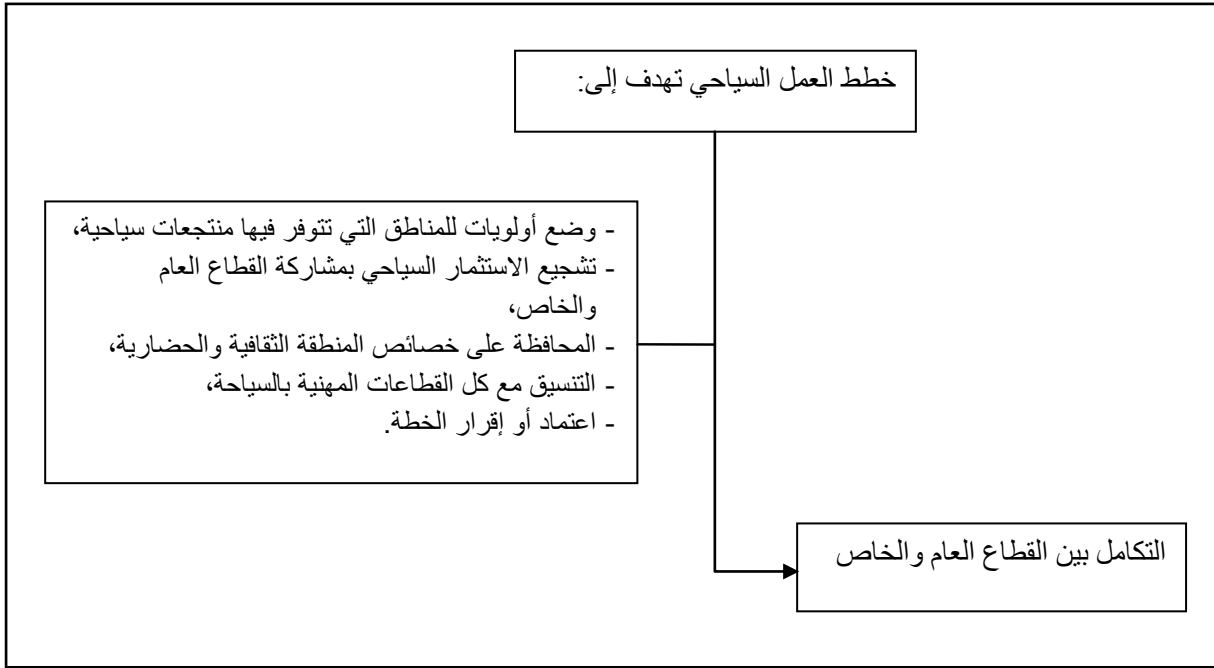 خطط العمل السياحي تهدف إلى:
- وضع أولويات للمناطق التي تتوفر فيها منتجعات سياحية،
- تشجيع الاستثمار السياحي بمشاركة القطاع العام
والخاص،
- المحافظة على خصائص المنطقة الثقافية والحضارية،
- التنسيق مع كل القطاعات المهنية بالسياحة،
- اعتماد أو إقرار الخطة.
التكامل بين القطاع العام والخاص